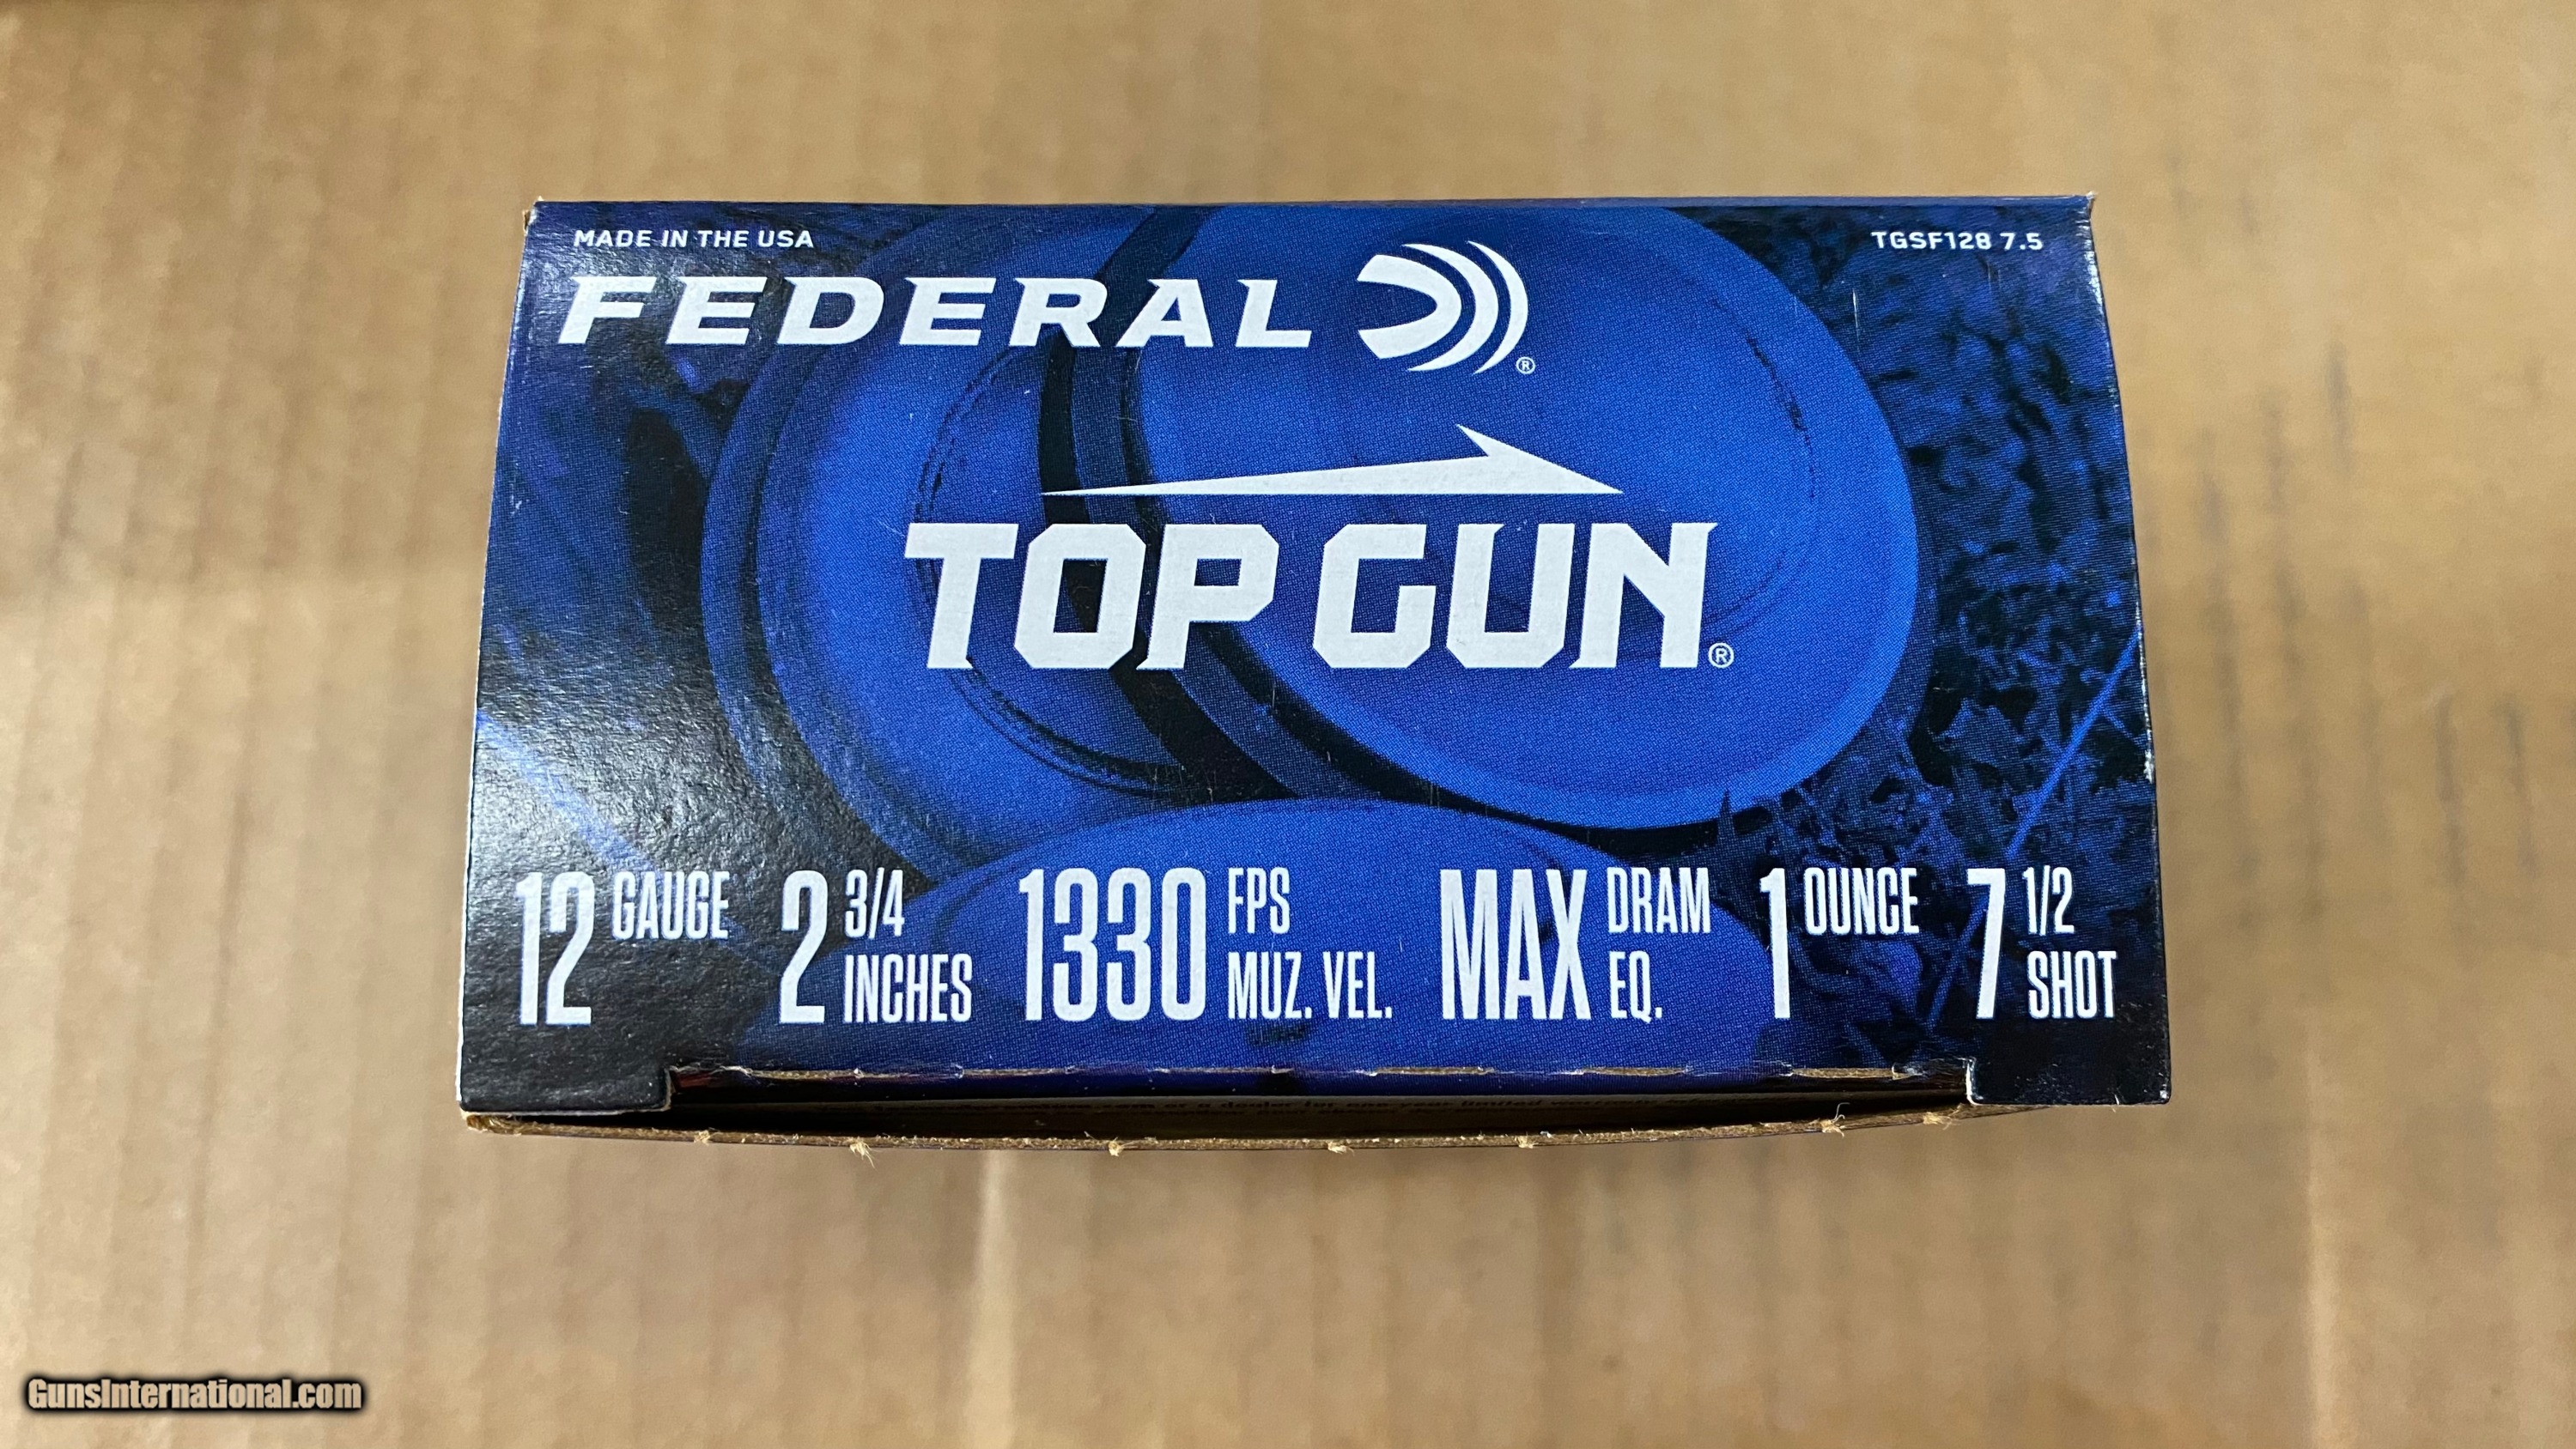 MADE IN THE USA
TGSF128 7.5
FEDERAL ®
TOP GUN®
12 GAUGE 2 3/4 INCHES 1330 FPS MUZ. VEL. MAX DRAM EQ. 1 OUNCE 7 1/2 SHOT
GunsInternational.com